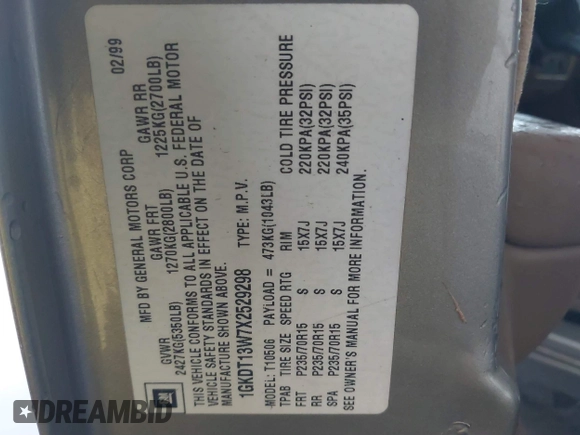 MFD BY GENERAL MOTORS CORP 02/99
GVWR GAWR FRT GAWR RR
2427KG(5350LB) 1270KG(2800LB) 1225KG(2700LB)
THIS VEHICLE CONFORMS TO ALL APPLICABLE U.S. FEDERAL MOTOR
VEHICLE SAFETY STANDARDS IN EFFECT ON THE DATE OF
MANUFACTURE SHOWN ABOVE.
1GKDT13W7X2529298 TYPE: M.P.V.
MODEL: T10506 PAYLOAD = 473KG(1043LB)
TPAB TIRE SIZE SPEED RTG RIM COLD TIRE PRESSURE
FRT P235/70R15 S 15X7J 220KPA(32PSI)
RR P235/70R15 S 15X7J 220KPA(32PSI)
SPA P235/70R15 S 15X7J 240KPA(35PSI)
SEE OWNER'S MANUAL FOR MORE INFORMATION.
GM
AUTOBIDCAR